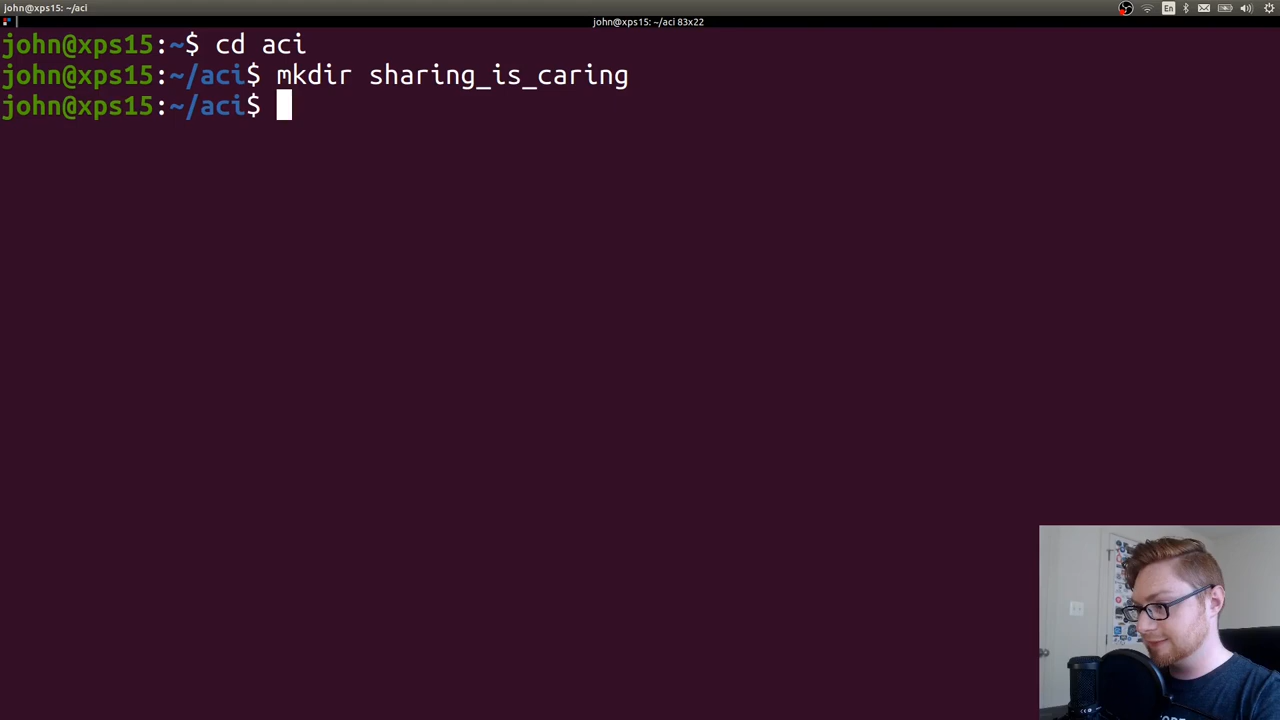 john@xps15: ~/aci
En
john@xps15: ~/aci 83x22
john@xps15:~$ cd aci
john@xps15:~/aci$ mkdir sharing_is_caring
john@xps15:~/aci$